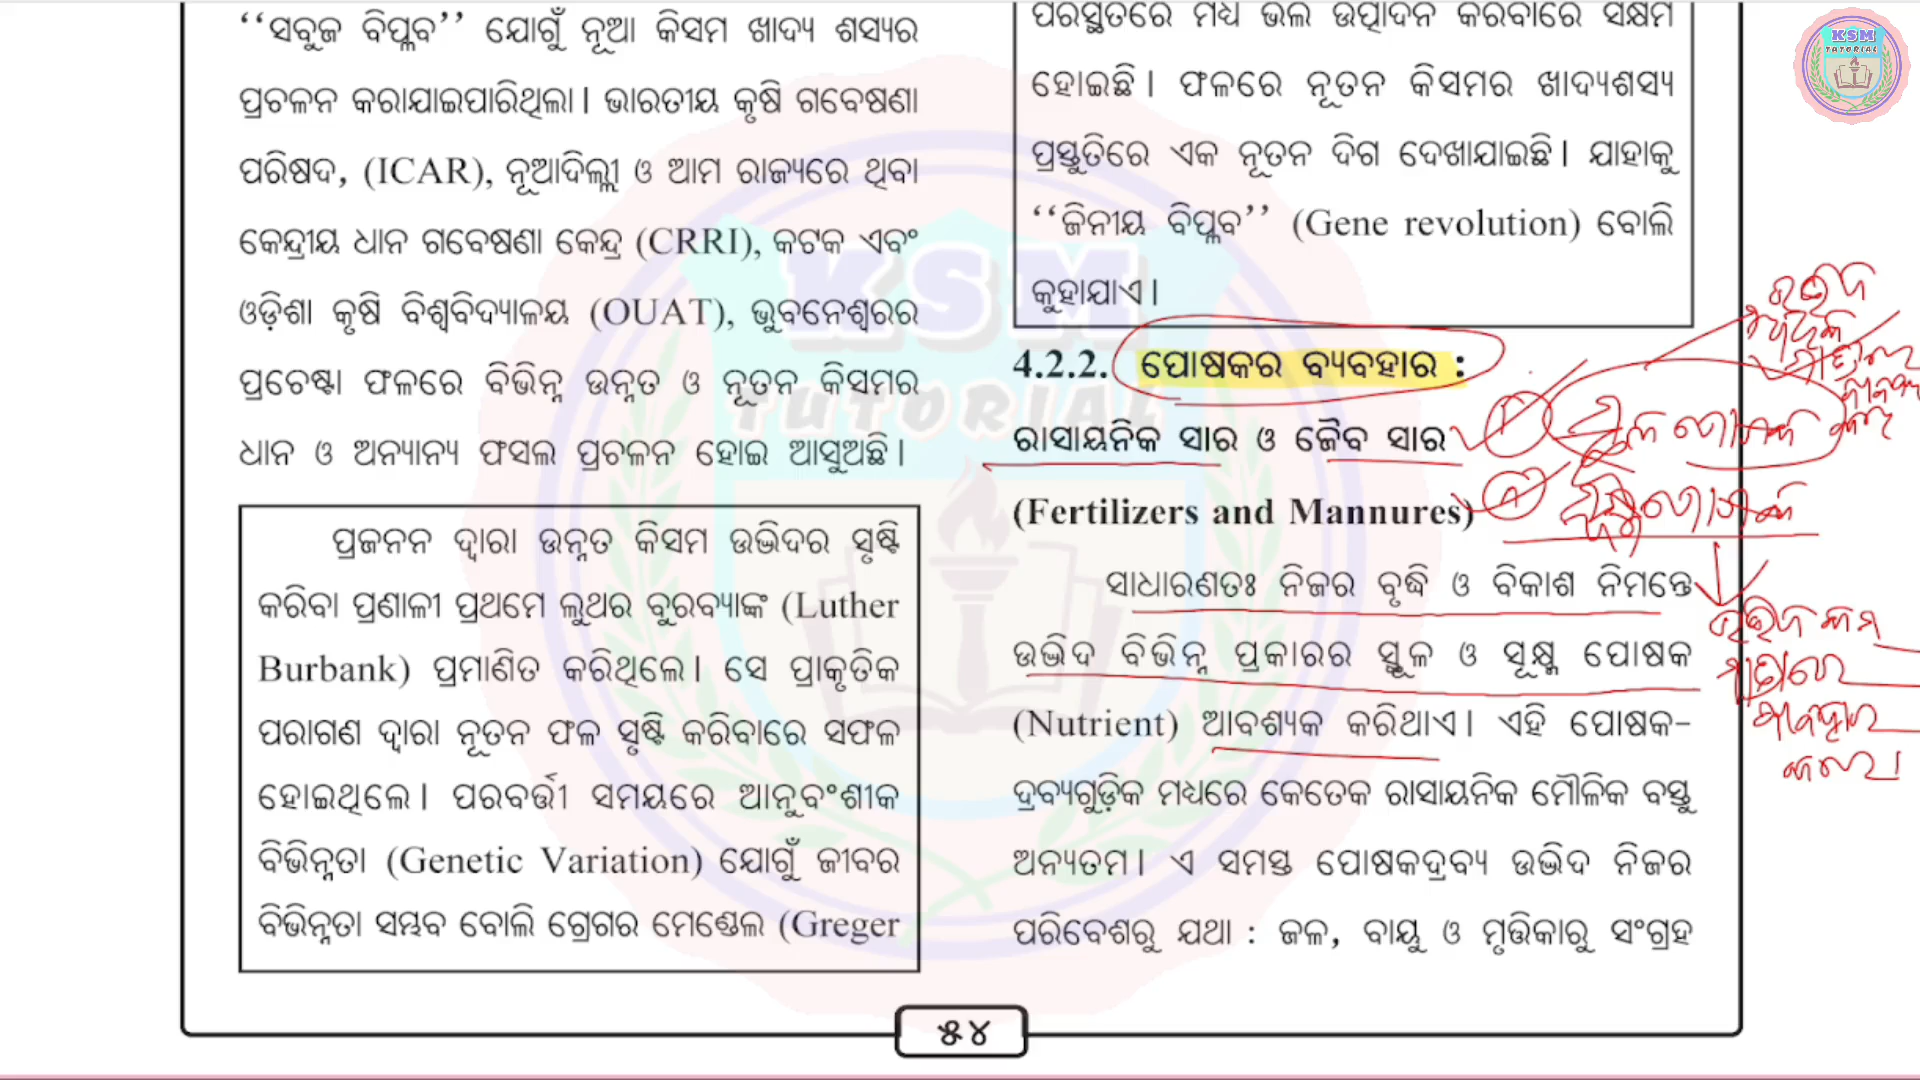 ‘‘ସବୁଜ ବିପ୍ଳବ’’ ଯୋଗୁଁ ନୂଆ କିସମ ଖାଦ୍ୟ ଶସ୍ୟର
ପ୍ରଚଳନ କରାଯାଇପାରିଥିଲା। ଭାରତୀୟ କୃଷି ଗବେଷଣା
ପରିଷଦ, (ICAR), ନୂଆଦିଲ୍ଲୀ ଓ ଆମ ରାଜ୍ୟରେ ଥିବା
କେନ୍ଦ୍ରୀୟ ଧାନ ଗବେଷଣା କେନ୍ଦ୍ର (CRRI), କଟକ ଏବଂ
ଓଡ଼ିଶା କୃଷି ବିଶ୍ୱବିଦ୍ୟାଳୟ (OUAT), ଭୁବନେଶ୍ୱରର
ପ୍ରଚେଷ୍ଟା ଫଳରେ ବିଭିନ୍ନ ଉନ୍ନତ ଓ ନୂତନ କିସମର
ଧାନ ଓ ଅନ୍ୟାନ୍ୟ ଫସଲ ପ୍ରଚଳନ ହୋଇ ଆସୁଅଛି।
ପ୍ରଜନନ ଦ୍ୱାରା ଉନ୍ନତ କିସମ ଉଦ୍ଭିଦର ସୃଷ୍ଟି
କରିବା ପ୍ରଣାଳୀ ପ୍ରଥମେ ଲୁଥର ବୁରବ୍ୟାଙ୍କ (Luther
Burbank) ପ୍ରମାଣିତ କରିଥିଲେ। ସେ ପ୍ରାକୃତିକ
ପରାଗଣ ଦ୍ୱାରା ନୂତନ ଫଳ ସୃଷ୍ଟି କରିବାରେ ସଫଳ
ହୋଇଥିଲେ। ପରବର୍ତ୍ତୀ ସମୟରେ ଆନୁବଂଶୀକ
ବିଭିନ୍ନତା (Genetic Variation) ଯୋଗୁଁ ଜୀବର
ବିଭିନ୍ନତା ସମ୍ଭବ ବୋଲି ଗ୍ରେଗର ମେଣ୍ଡେଲ (Greger
ପରିସ୍ଥିତିରେ ମଧ୍ୟ ଭଲ ଉତ୍ପାଦନ କରିବାରେ ସକ୍ଷମ
ହୋଇଛି। ଫଳରେ ନୂତନ କିସମର ଖାଦ୍ୟଶସ୍ୟ
ପ୍ରସ୍ତୁତିରେ ଏକ ନୂତନ ଦିଗ ଦେଖାଯାଇଛି। ଯାହାକୁ
‘‘ଜିନୀୟ ବିପ୍ଳବ’’ (Gene revolution) ବୋଲି
କୁହାଯାଏ।
4.2.2. ପୋଷକର ବ୍ୟବହାର :
ରାସାୟନିକ ସାର ଓ ଜୈବ ସାର
(Fertilizers and Mannures)
ସାଧାରଣତଃ ନିଜର ବୃଦ୍ଧି ଓ ବିକାଶ ନିମନ୍ତେ
ଉଦ୍ଭିଦ ବିଭିନ୍ନ ପ୍ରକାରର ସ୍ଥୂଳ ଓ ସୂକ୍ଷ୍ମ ପୋଷକ
(Nutrient) ଆବଶ୍ୟକ କରିଥାଏ। ଏହି ପୋଷକ-
ଦ୍ରବ୍ୟଗୁଡ଼ିକ ମଧ୍ୟରେ କେତେକ ରାସାୟନିକ ମୌଳିକ ବସ୍ତୁ
ଅନ୍ୟତମ। ଏ ସମସ୍ତ ପୋଷକଦ୍ରବ୍ୟ ଉଦ୍ଭିଦ ନିଜର
ପରିବେଶରୁ ଯଥା : ଜଳ, ବାୟୁ ଓ ମୃତ୍ତିକାରୁ ସଂଗ୍ରହ
୫୪
ସ୍ଥୂଳ ପୋଷକ
ସୂକ୍ଷ୍ମ ପୋଷକ
ମାତ୍ରାରେ
ବ୍ୟବହାର
KSM
TUTORIAL
KSM
TATORIAL